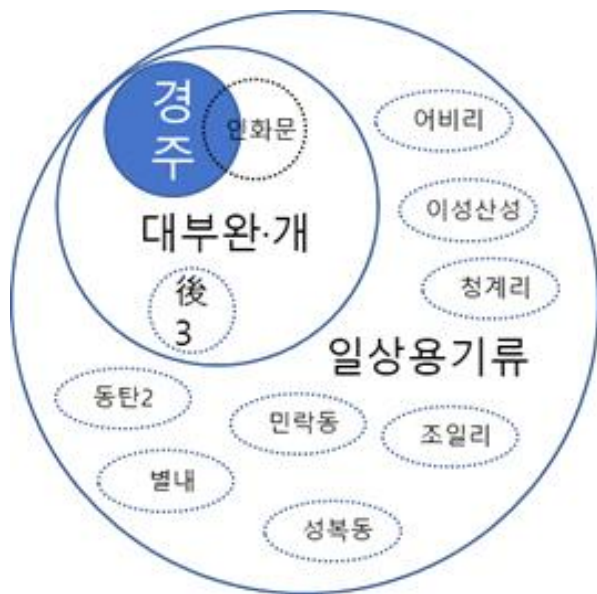 경
주
인화문
어비리
이성산성
대부완·개
청계리
後
3
일상용기류
동탄2
민락동
조일리
별내
성복동